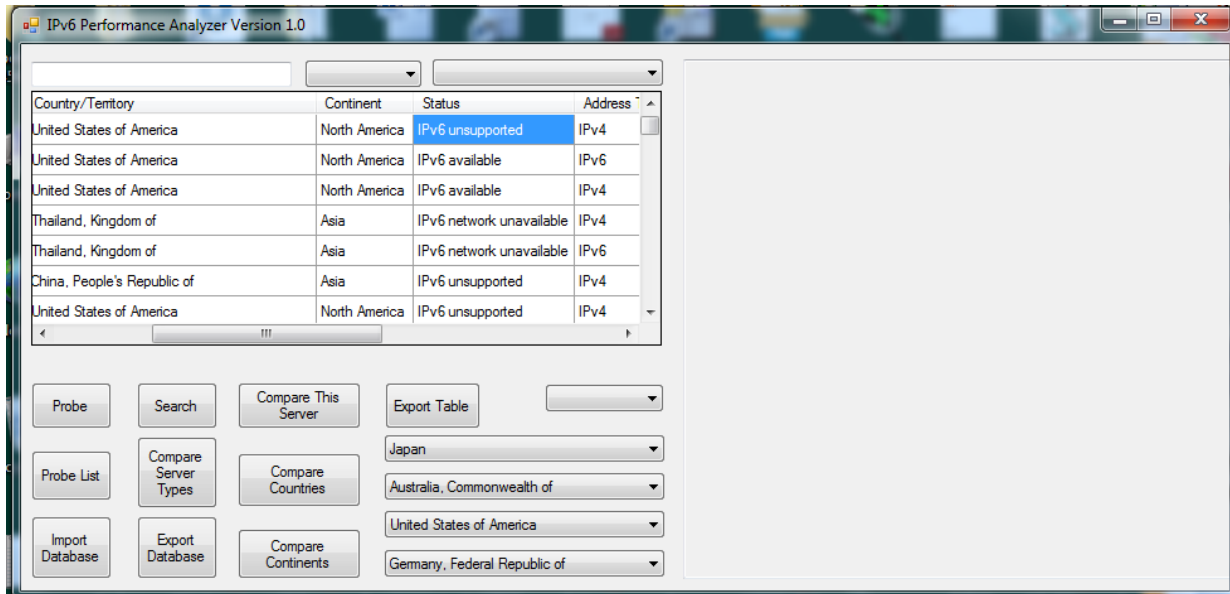 IPv6 Performance Analyzer Version 1.0
Country/Territory Continent Status Address T
United States of America North America IPv6 unsupported IPv4
United States of America North America IPv6 available IPv6
United States of America North America IPv6 available IPv4
Thailand, Kingdom of Asia IPv6 network unavailable IPv4
Thailand, Kingdom of Asia IPv6 network unavailable IPv6
China, People's Republic of Asia IPv6 unsupported IPv4
United States of America North America IPv6 unsupported IPv4
Probe
Search
Compare This
Server
Export Table
Probe List
Compare
Server
Types
Compare
Countries
Japan
Australia, Commonwealth of
United States of America
Germany, Federal Republic of
Import
Database
Export
Database
Compare
Continents